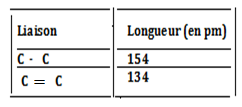 Liaison Longueur (en pm)
C - C 154
C = C 134